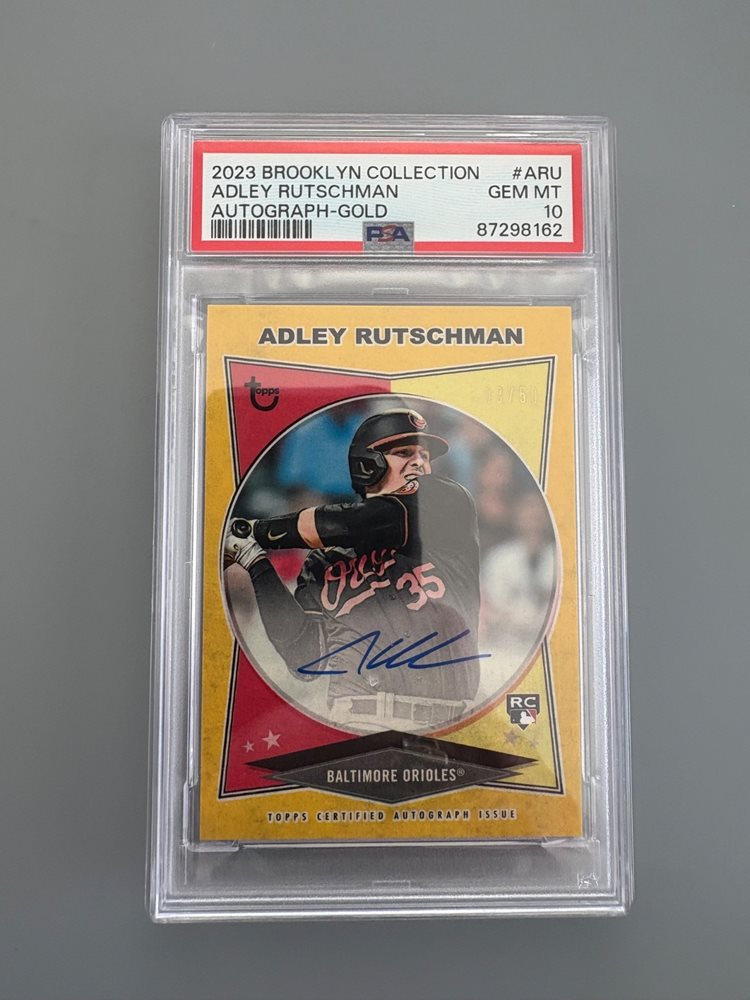 2023 BROOKLYN COLLECTION #ARU
ADLEY RUTSCHMAN GEM MT
AUTOGRAPH-GOLD 10
PSA 87298162
ADLEY RUTSCHMAN
Topps
35
RC
BALTIMORE ORIOLES®
TOPPS CERTIFIED AUTOGRAPH ISSUE